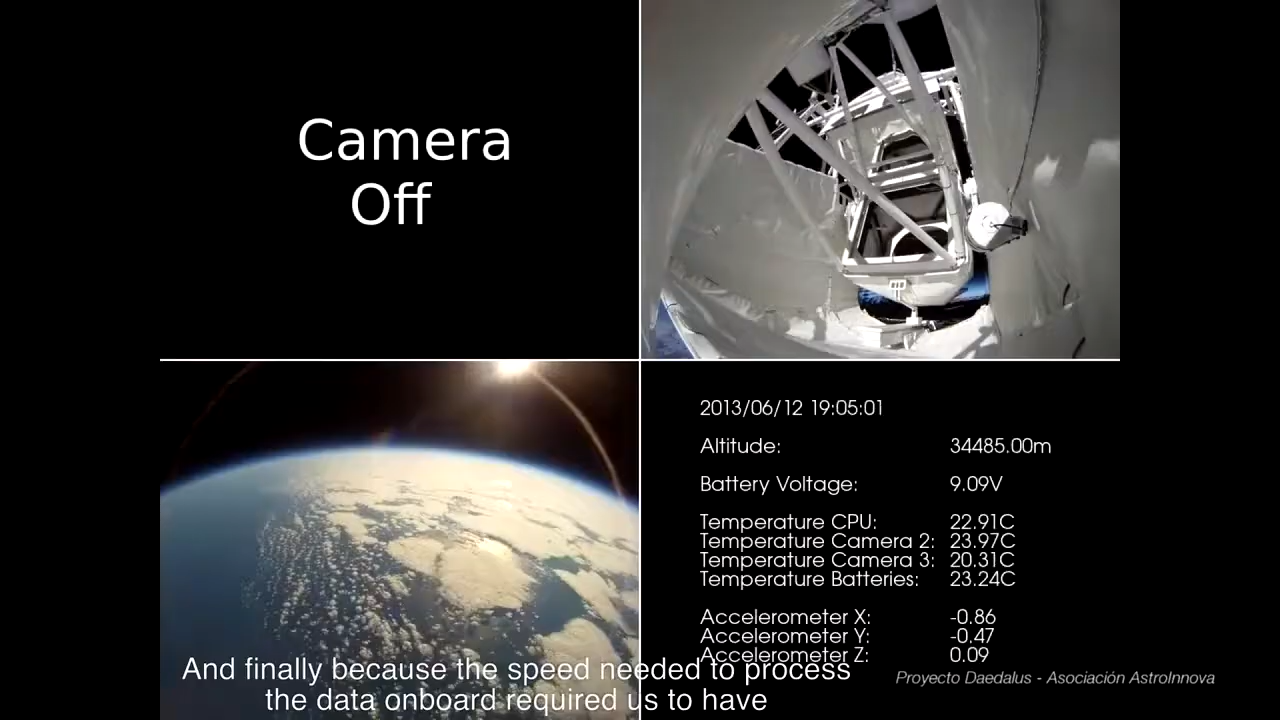 Camera
Off
2013/06/12 19:05:01
Altitude: 34485.00m
Battery Voltage: 9.09V
Temperature CPU: 22.91C
Temperature Camera 2: 23.97C
Temperature Camera 3: 20.31C
Temperature Batteries: 23.24C
Accelerometer X: -0.86
Accelerometer Y: -0.47
Accelerometer Z: 0.09
And finally because the speed needed to process
the data onboard required us to have
Proyecto Daedalus - Asociación AstroInnova